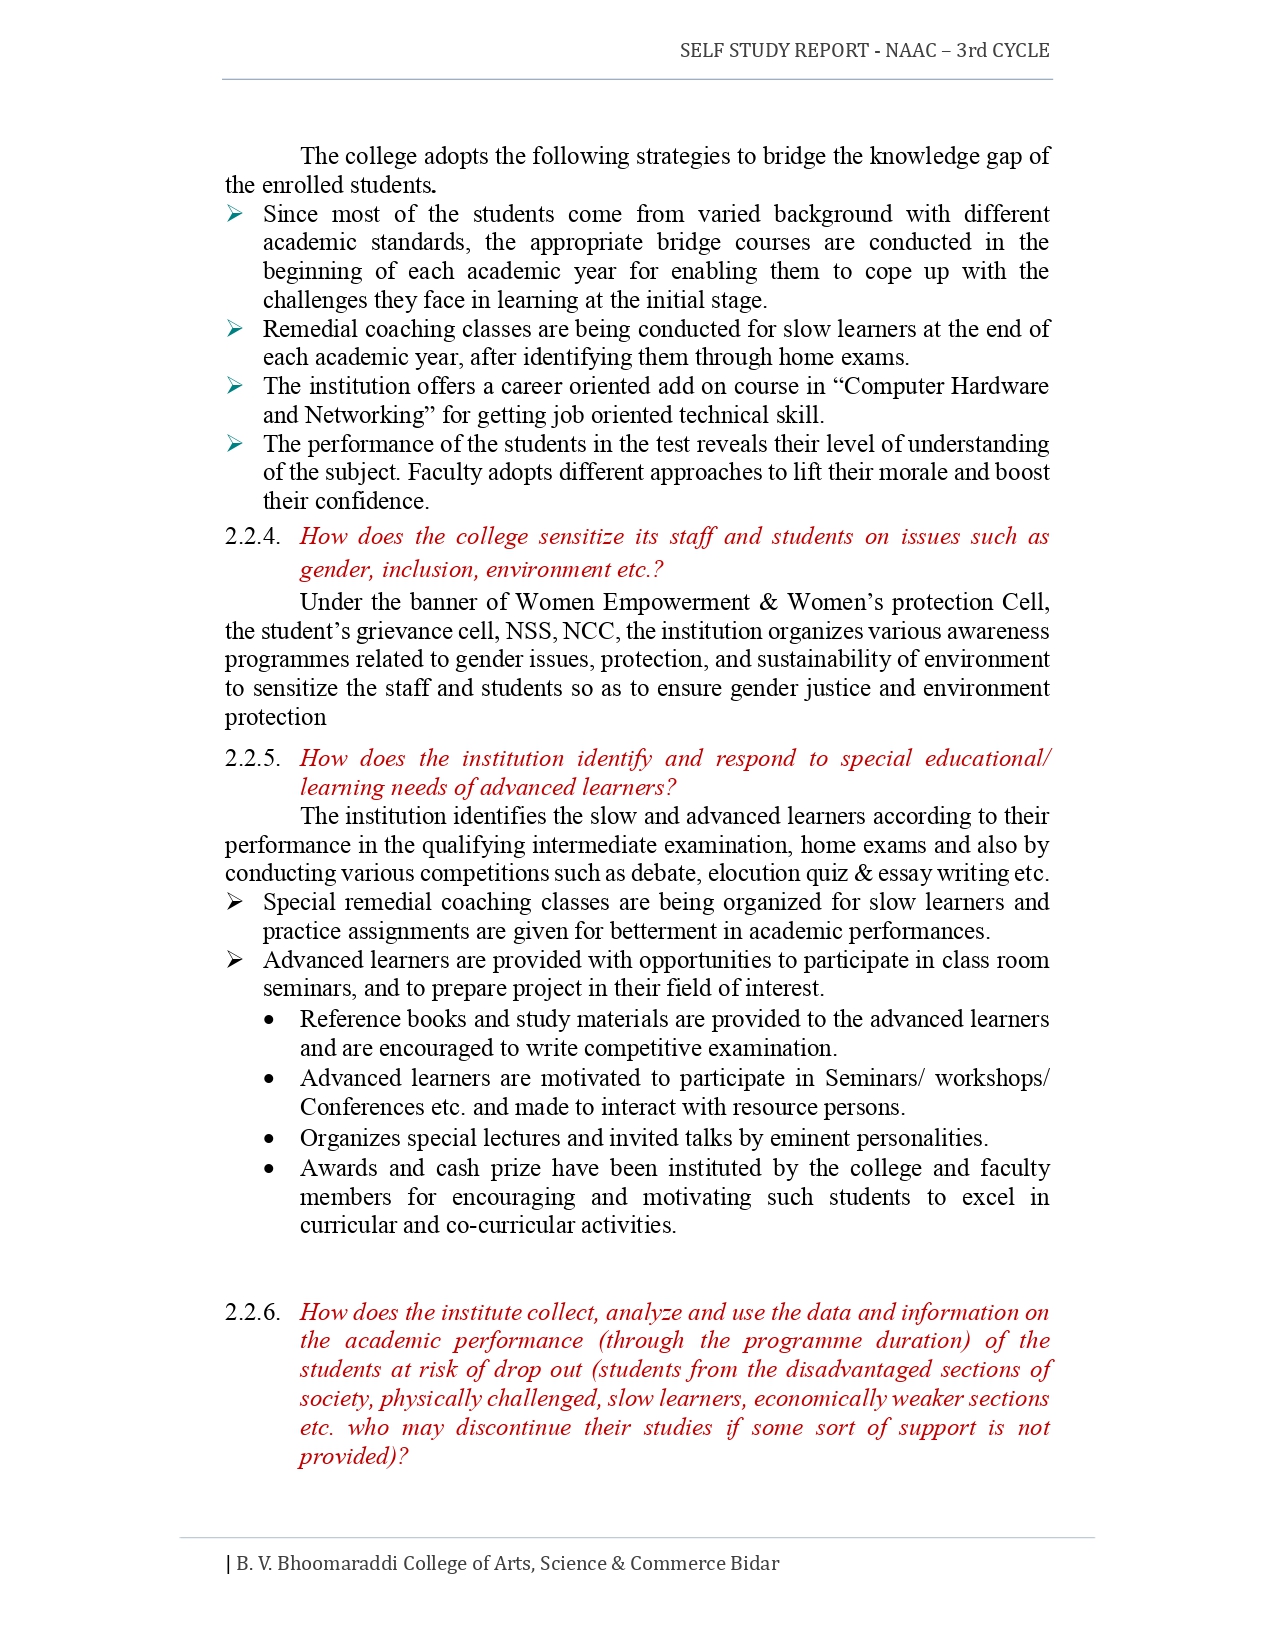 SELF STUDY REPORT - NAAC – 3rd CYCLE
The college adopts the following strategies to bridge the knowledge gap of
the enrolled students.
➢ Since most of the students come from varied background with different
academic standards, the appropriate bridge courses are conducted in the
beginning of each academic year for enabling them to cope up with the
challenges they face in learning at the initial stage.
➢ Remedial coaching classes are being conducted for slow learners at the end of
each academic year, after identifying them through home exams.
➢ The institution offers a career oriented add on course in “Computer Hardware
and Networking” for getting job oriented technical skill.
➢ The performance of the students in the test reveals their level of understanding
of the subject. Faculty adopts different approaches to lift their morale and boost
their confidence.
2.2.4. How does the college sensitize its staff and students on issues such as
gender, inclusion, environment etc.?
Under the banner of Women Empowerment & Women’s protection Cell,
the student’s grievance cell, NSS, NCC, the institution organizes various awareness
programmes related to gender issues, protection, and sustainability of environment
to sensitize the staff and students so as to ensure gender justice and environment
protection
2.2.5. How does the institution identify and respond to special educational/
learning needs of advanced learners?
The institution identifies the slow and advanced learners according to their
performance in the qualifying intermediate examination, home exams and also by
conducting various competitions such as debate, elocution quiz & essay writing etc.
➢ Special remedial coaching classes are being organized for slow learners and
practice assignments are given for betterment in academic performances.
➢ Advanced learners are provided with opportunities to participate in class room
seminars, and to prepare project in their field of interest.
• Reference books and study materials are provided to the advanced learners
and are encouraged to write competitive examination.
• Advanced learners are motivated to participate in Seminars/ workshops/
Conferences etc. and made to interact with resource persons.
• Organizes special lectures and invited talks by eminent personalities.
• Awards and cash prize have been instituted by the college and faculty
members for encouraging and motivating such students to excel in
curricular and co-curricular activities.
2.2.6. How does the institute collect, analyze and use the data and information on
the academic performance (through the programme duration) of the
students at risk of drop out (students from the disadvantaged sections of
society, physically challenged, slow learners, economically weaker sections
etc. who may discontinue their studies if some sort of support is not
provided)?
| B. V. Bhoomaraddi College of Arts, Science & Commerce Bidar